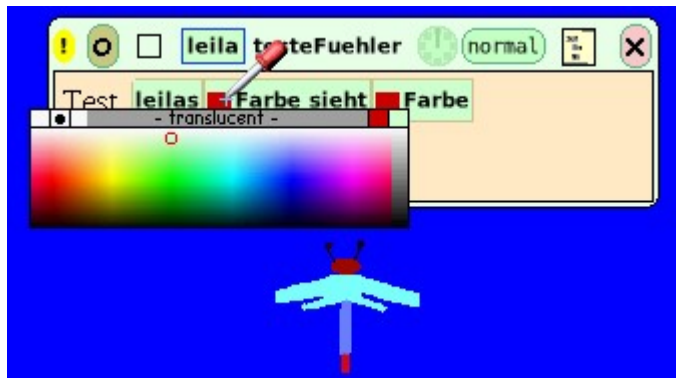 ! leila testeFuehler normal
Test leilas Farbe sieht Farbe
- translucent -